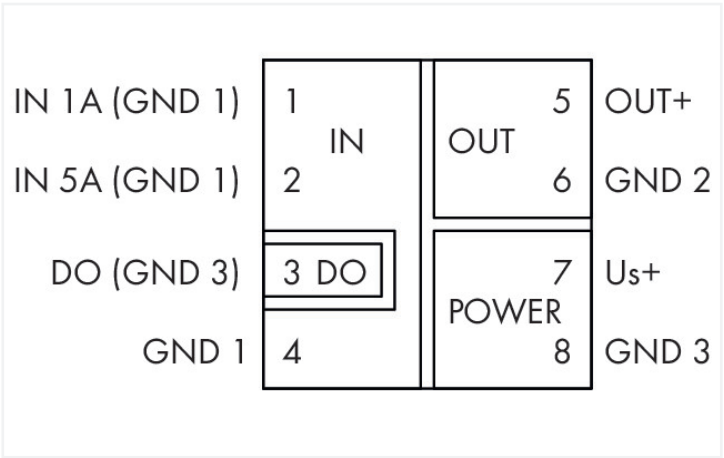 IN 1A (GND 1) 1 5 OUT+
IN OUT
IN 5A (GND 1) 2 6 GND 2
DO (GND 3) 3 DO 7 Us+
POWER
GND 1 4 8 GND 3